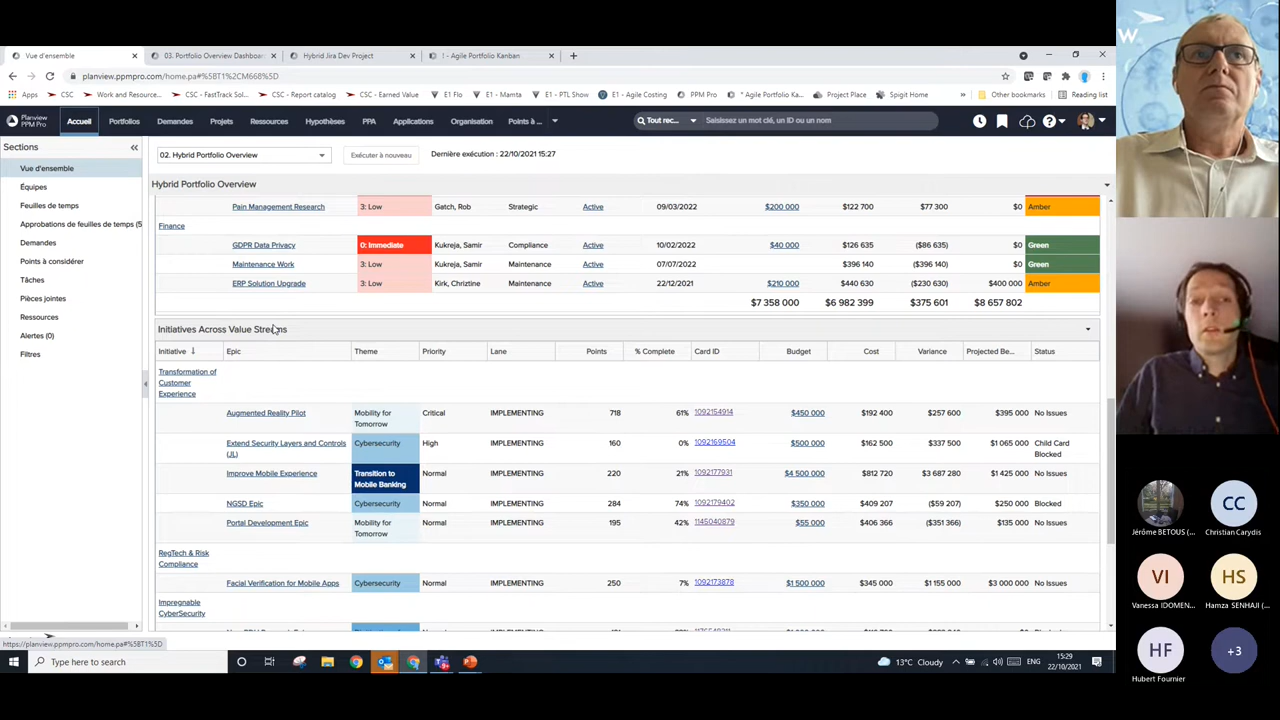 Vue d'ensemble
03. Portfolio Overview Dashboar
Hybrid Jira Dev Project
! - Agile Portfolio Kanban
planview.ppmpro.com/home.pa#%5BT1%2CM668%5D
Apps
CSC
Work and Resource...
CSC - FastTrack Sol...
CSC - Report catalog
CSC - Earned Value
E1 Flo
E1 - Mamta
E1 - PTL Show
E1 - Agile Costing
PPM Pro
* Agile Portfolio Ka...
Project Place
Spigit Home
Other bookmarks
Reading list
Planview PPM Pro
Accueil
Portfolios
Demandes
Projets
Ressources
Hypothèses
PPA
Applications
Organisation
Points à ...
Tout rec...
Saisissez un mot clé, un ID ou un nom
Sections
Vue d'ensemble
Équipes
Feuilles de temps
Approbations de feuilles de temps (5
Demandes
Points à considérer
Tâches
Pièces jointes
Ressources
Alertes (0)
Filtres
02. Hybrid Portfolio Overview
Exécuter à nouveau
Dernière exécution : 22/10/2021 15:27
Hybrid Portfolio Overview
Pain Management Research 3: Low Gatch, Rob Strategic Active 09/03/2022 $200 000 $122 700 $77 300 $0 Amber
Finance
GDPR Data Privacy 0: Immediate Kukreja, Samir Compliance Active 10/02/2022 $40 000 $126 635 ($86 635) $0 Green
Maintenance Work 3: Low Kukreja, Samir Maintenance Active 07/07/2022 $396 140 ($396 140) $0 Green
ERP Solution Upgrade 3: Low Kirk, Christine Maintenance Active 22/12/2021 $210 000 $440 630 ($230 630) $400 000 Amber
$7 358 000 $6 982 399 $375 601 $8 657 802
Initiatives Across Value Streams
Initiative ↓ Epic Theme Priority Lane Points % Complete Card ID Budget Cost Variance Projected Be... Status
Transformation of
Customer
Experience
Augmented Reality Pilot Mobility for Critical IMPLEMENTING 718 61% 1092154914 $450 000 $192 400 $257 600 $395 000 No Issues
Tomorrow
Extend Security Layers and Controls Cybersecurity High IMPLEMENTING 160 0% 1092169504 $500 000 $162 500 $337 500 $1 065 000 Child Card
(JL) Blocked
Improve Mobile Experience Transition to Normal IMPLEMENTING 220 21% 1092177931 $4 500 000 $812 720 $3 687 280 $1 425 000 No Issues
Mobile Banking
NGSD Epic Cybersecurity Normal IMPLEMENTING 284 74% 1092179402 $350 000 $409 207 ($59 207) $250 000 Blocked
Portal Development Epic Mobility for Normal IMPLEMENTING 195 42% 1145040879 $55 000 $406 366 ($351 366) $135 000 No Issues
Tomorrow
RegTech & Risk
Compliance
Facial Verification for Mobile Apps Cybersecurity Normal IMPLEMENTING 250 7% 1092173878 $1 500 000 $345 000 $1 155 000 $3 000 000 No Issues
Impregnable
CyberSecurity
https://planview.ppmpro.com/home.pa#%5BT1%5D
Type here to search
13°C Cloudy
ENG
15:29
22/10/2021
W
Jérôme BETOUS (...
CC
Christian Carydis
VI
Vanessa IDOMEN...
HS
Hamza SENHAJI (...
HF
Hubert Fournier
+3